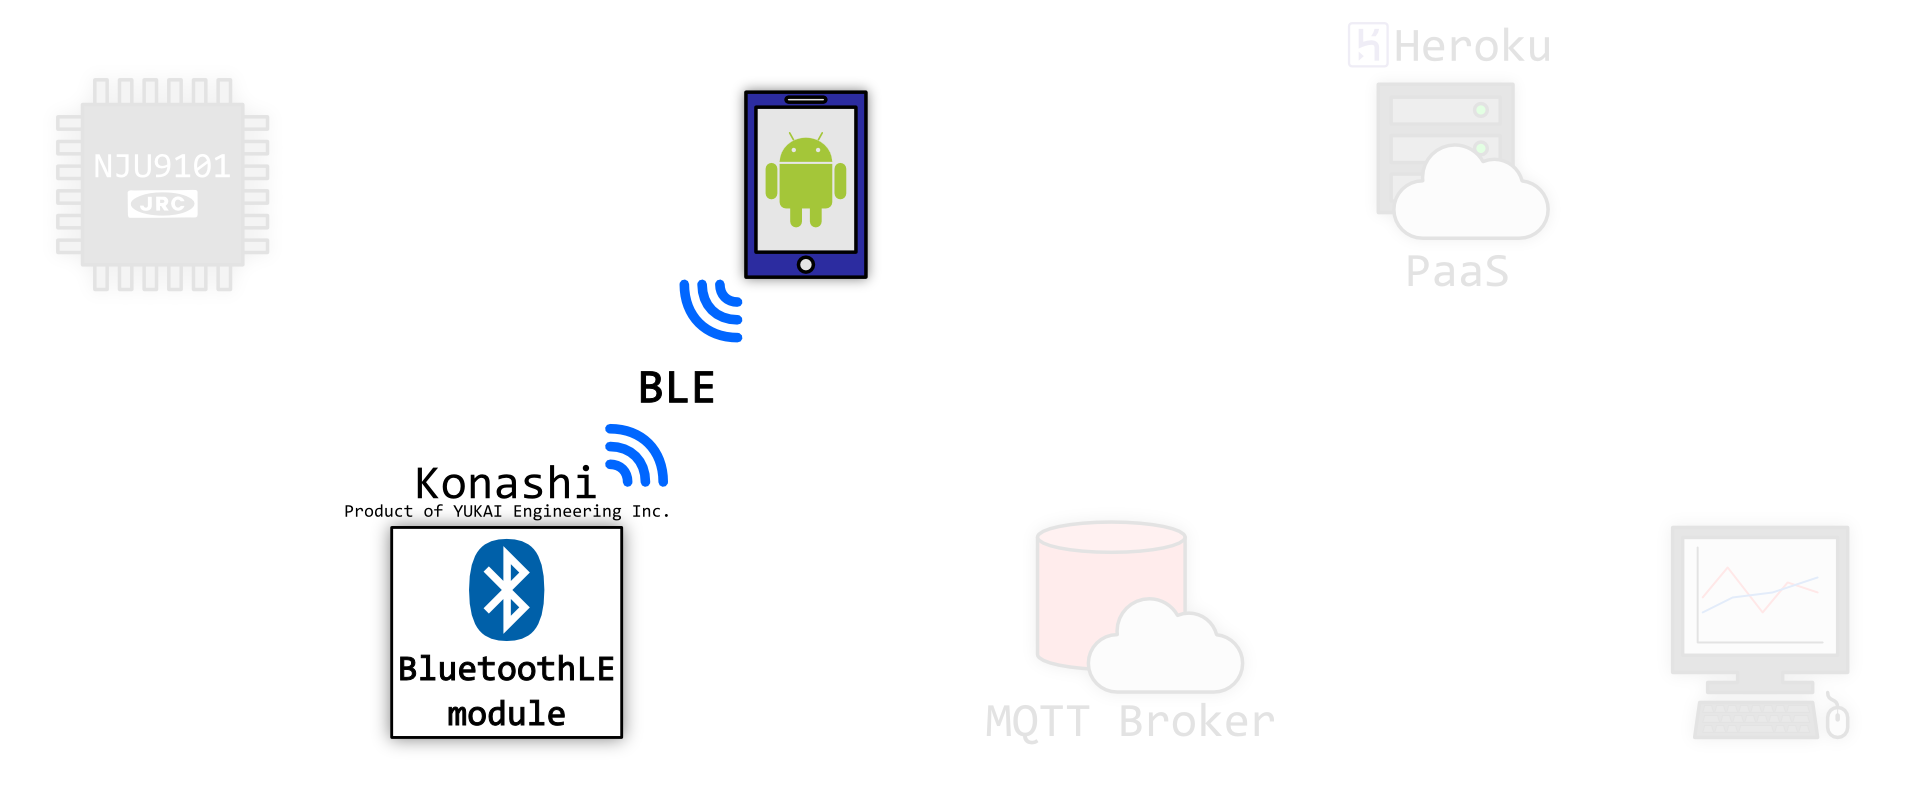 Heroku
NJU9101
JRC
PaaS
BLE
Konashi
Product of YUKAI Engineering Inc.
BluetoothLE
module
MQTT Broker